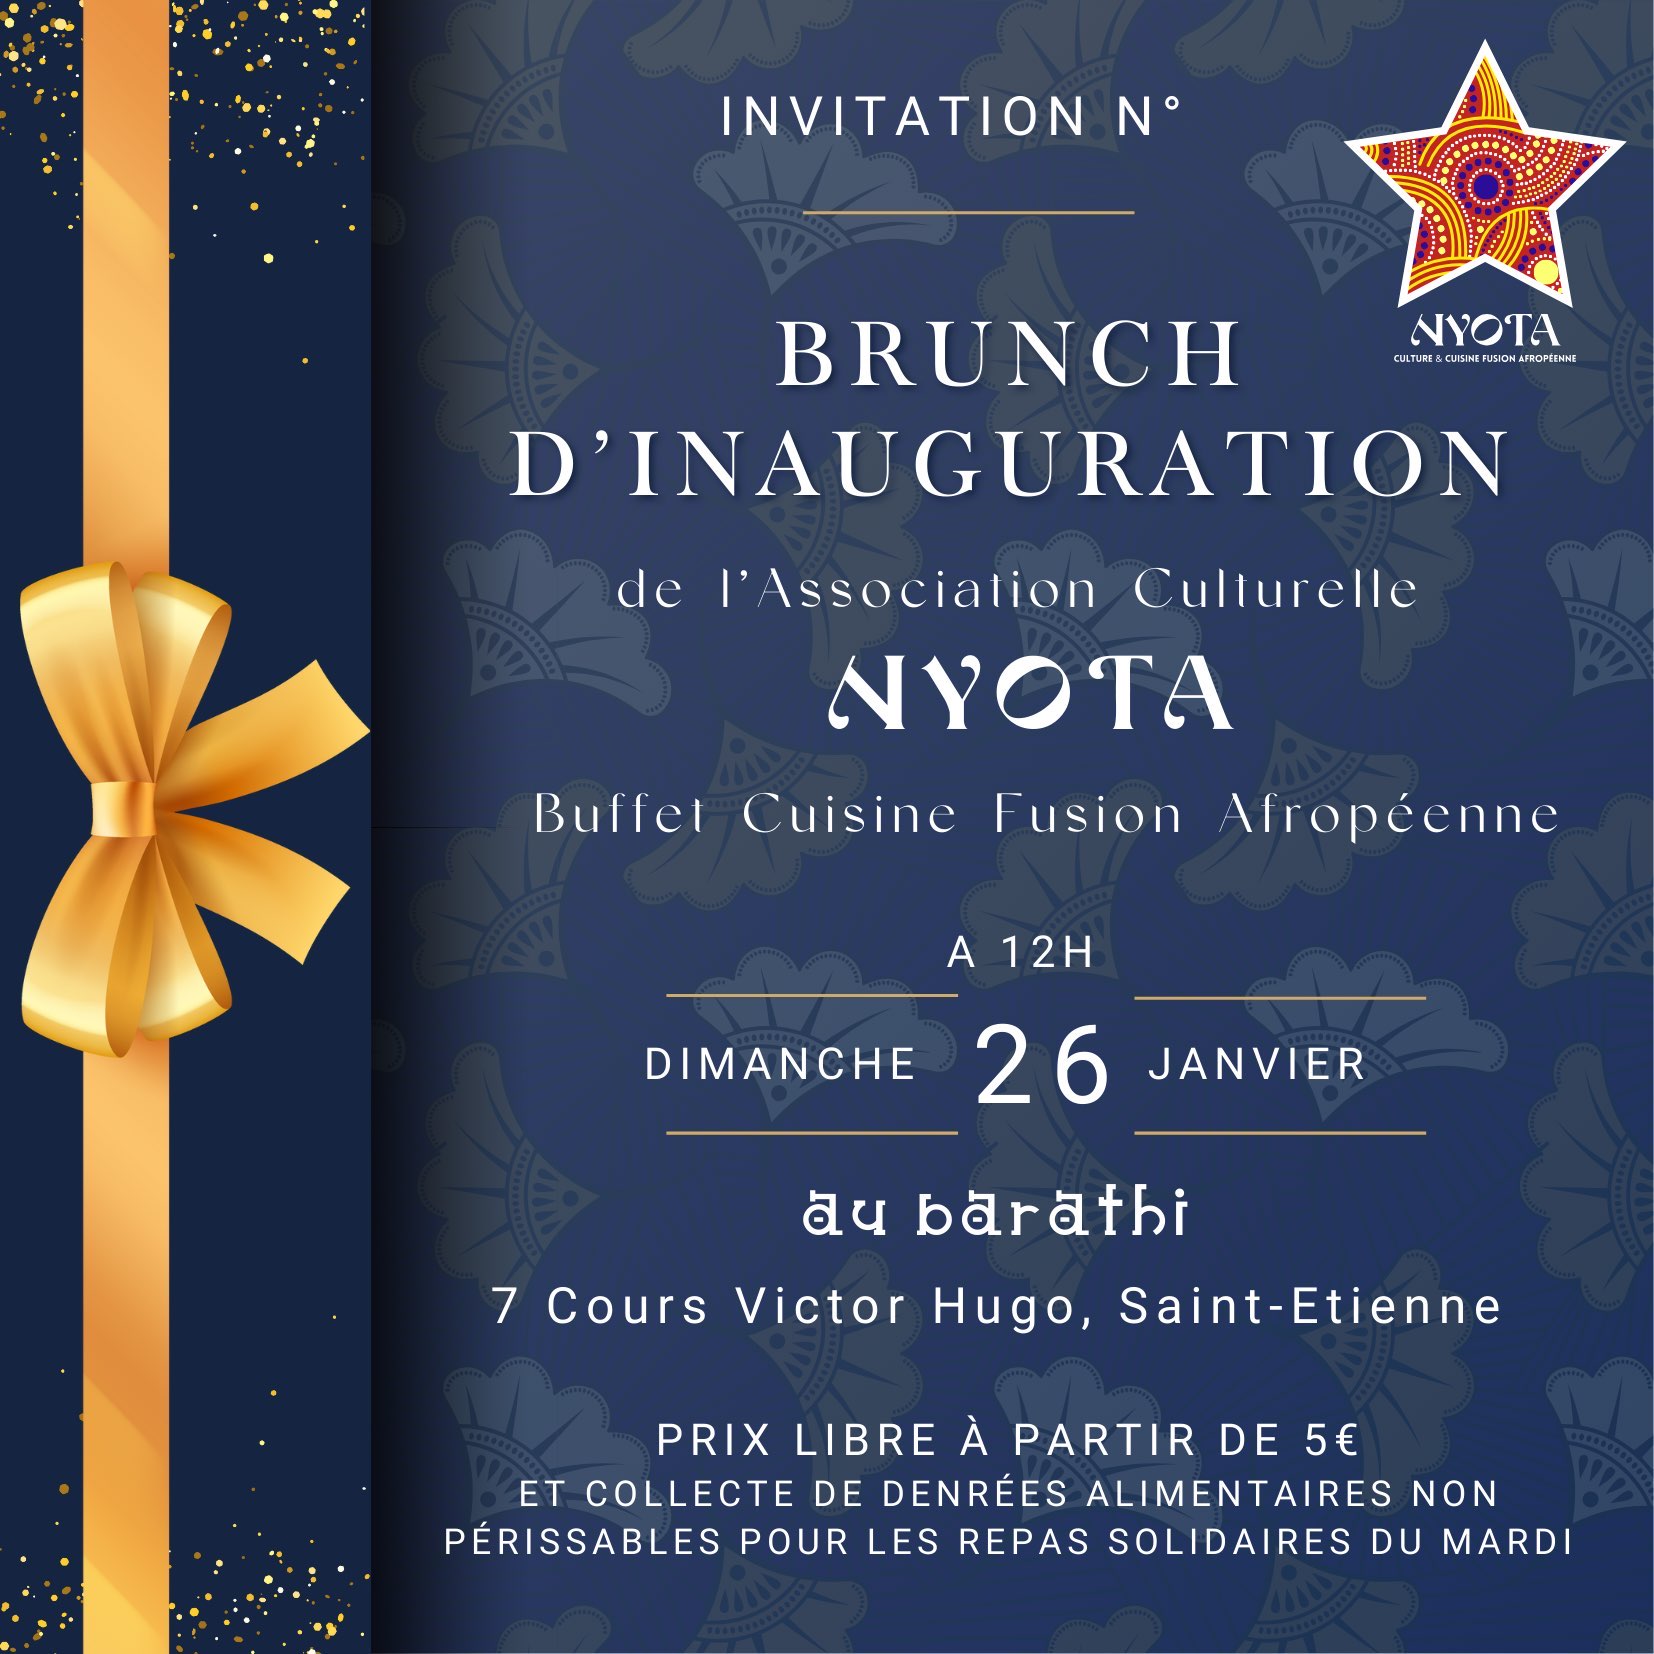 INVITATION N°
NYOTA
CULTURE & CUISINE FUSION AFROPÉENNE
BRUNCH
D’INAUGURATION
de l’Association Culturelle
NYOTA
Buffet Cuisine Fusion Afropéenne
A 12H
DIMANCHE 26 JANVIER
au barathi
7 Cours Victor Hugo, Saint-Etienne
PRIX LIBRE À PARTIR DE 5€
ET COLLECTE DE DENRÉES ALIMENTAIRES NON
PÉRISSABLES POUR LES REPAS SOLIDAIRES DU MARDI